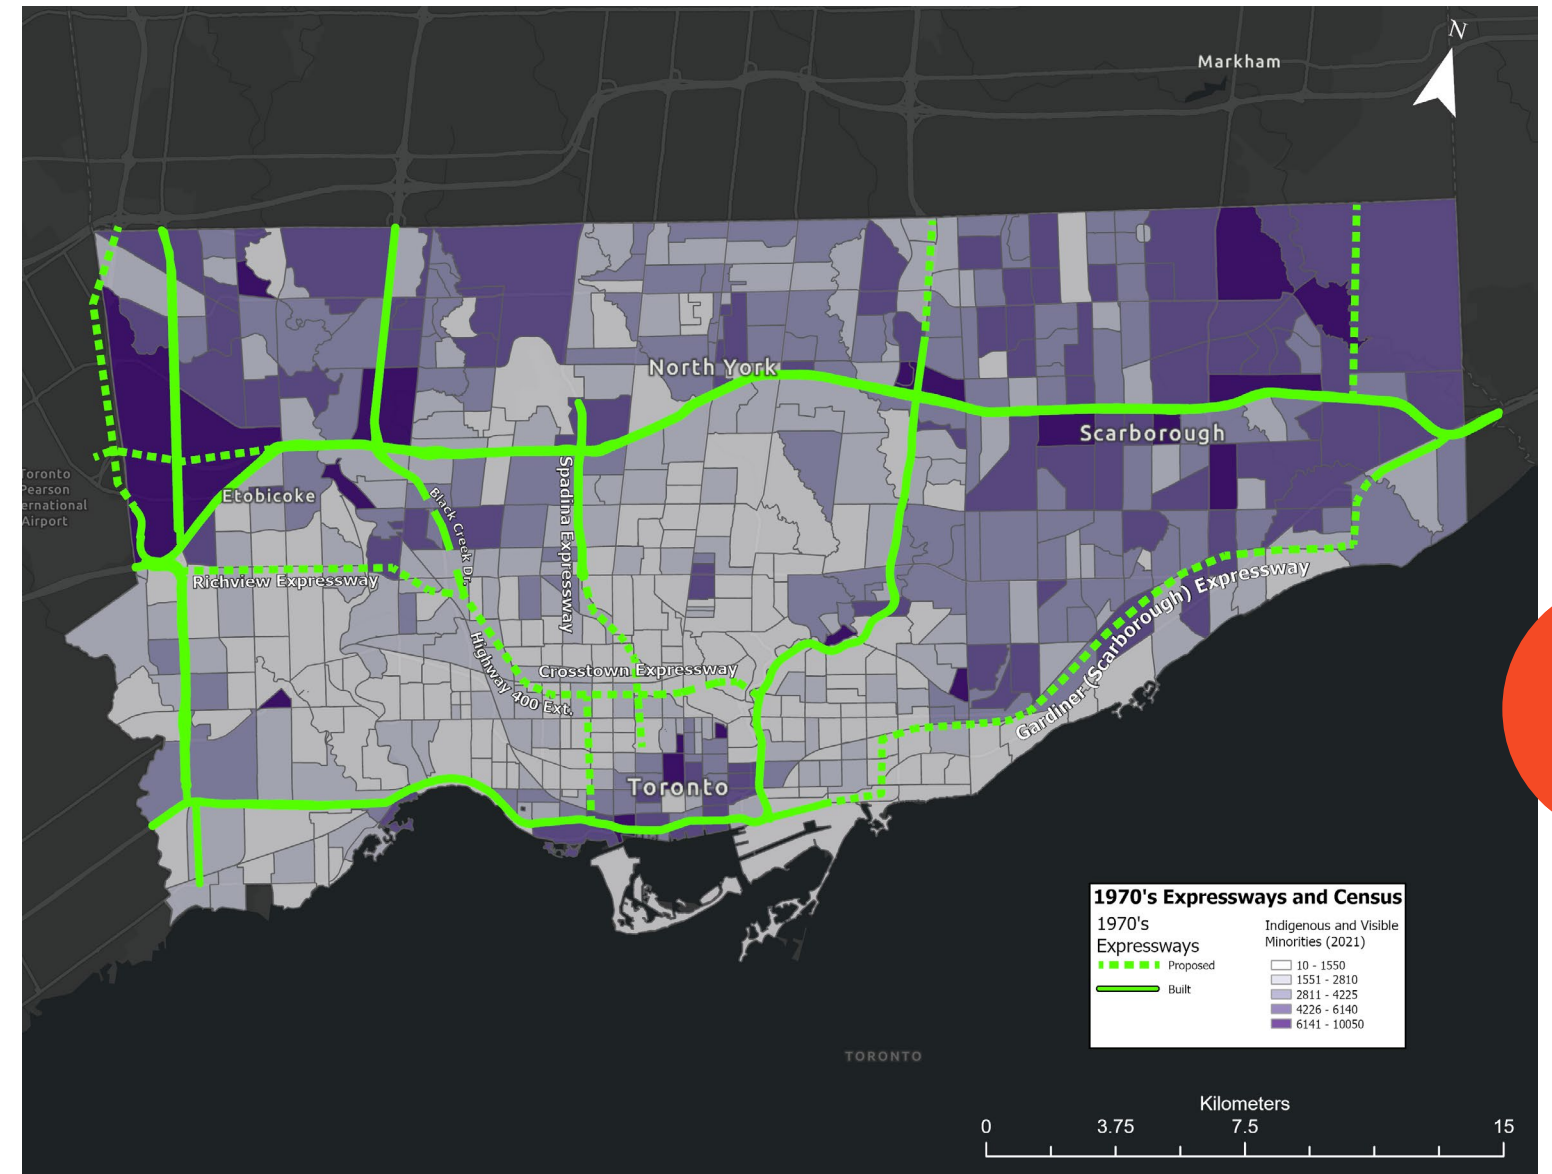 Markham
N
North York
Scarborough
Toronto
Pearson
ernational
Airport
Etobicoke
Black Creek Dr.
Spadina Expressway
Richview Expressway
Gardiner (Scarborough) Expressway
Highway 400 Ext.
Crosstown Expressway
Toronto
1970's Expressways and Census
1970's
Expressways
Proposed
Built
Indigenous and Visible
Minorities (2021)
10 - 1550
1551 - 2810
2811 - 4225
4226 - 6140
6141 - 10050
TORONTO
Kilometers
0 3.75 7.5 15